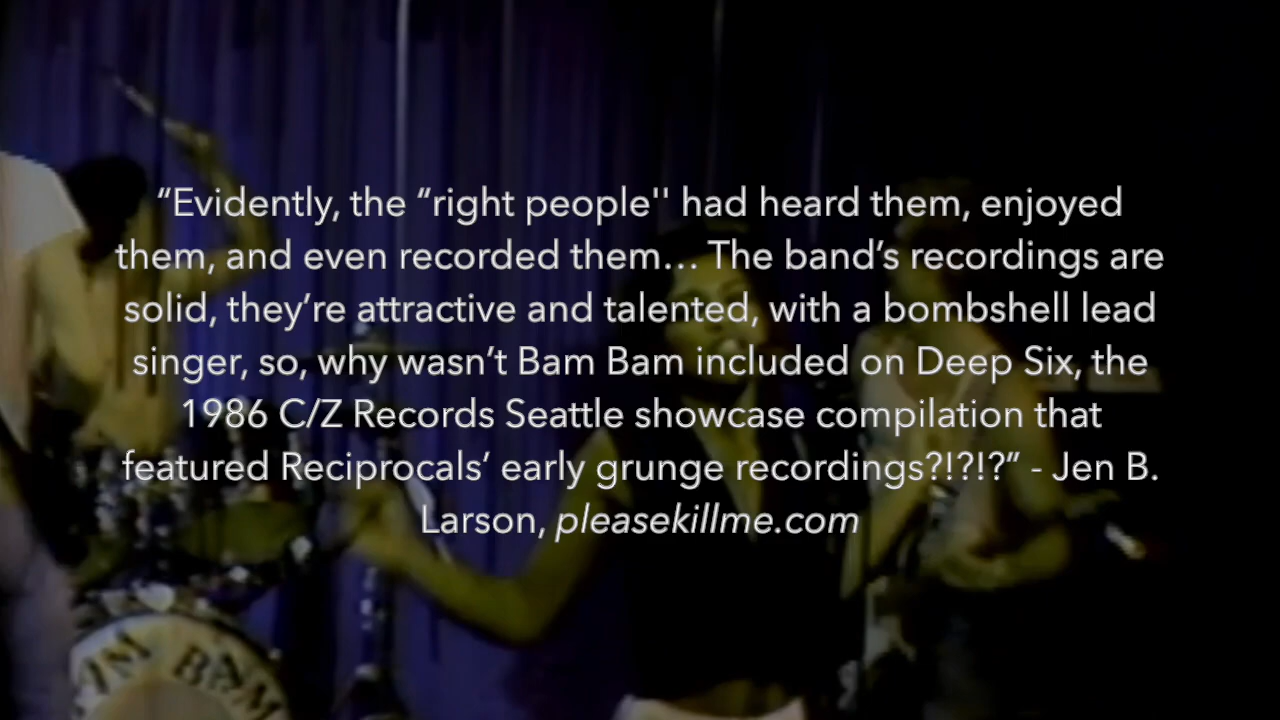 “Evidently, the “right people'' had heard them, enjoyed
them, and even recorded them… The band’s recordings are
solid, they’re attractive and talented, with a bombshell lead
singer, so, why wasn’t Bam Bam included on Deep Six, the
1986 C/Z Records Seattle showcase compilation that
featured Reciprocals’ early grunge recordings?!?!?” - Jen B.
Larson, pleasekillme.com
BAM BAM